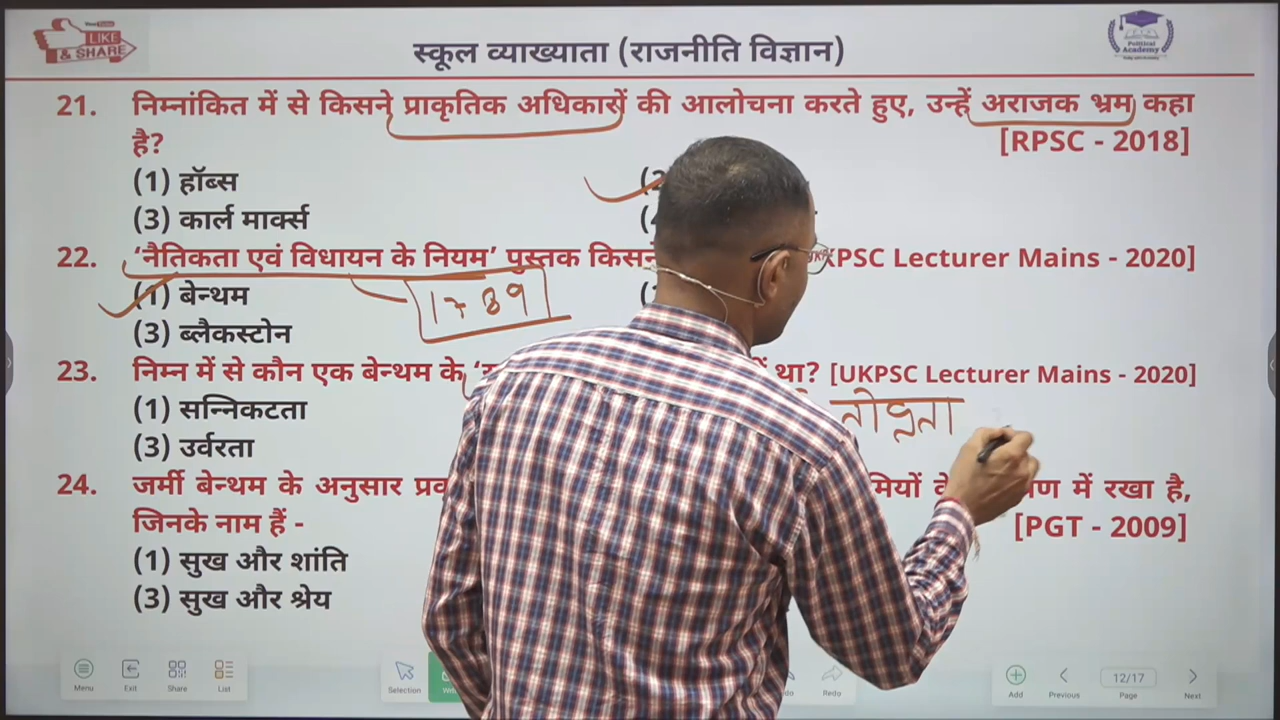 LIKE
& SHARE
स्कूल व्याख्याता (राजनीति विज्ञान)
Political
Academy
21. निम्नांकित में से किसने प्राकृतिक अधिकारों की आलोचना करते हुए, उन्हें अराजक भ्रम कहा
है? [RPSC - 2018]
(1) हॉब्स
(3) कार्ल मार्क्स
22. 'नैतिकता एवं विधायन के नियम' पुस्तक किसने PSC Lecturer Mains - 2020]
(1) बेन्थम
1789
(3) ब्लैकस्टोन
23. निम्न में से कौन एक बेन्थम के था? [UKPSC Lecturer Mains - 2020]
(1) सन्निकटता
तीव्रता
(3) उर्वरता
24. जर्मी बेन्थम के अनुसार में रखा है,
जिनके नाम हैं - [PGT - 2009]
(1) सुख और शांति
(3) सुख और श्रेय
Menu Exit Share List Selection Redo Add Previous 12/17 Page Next